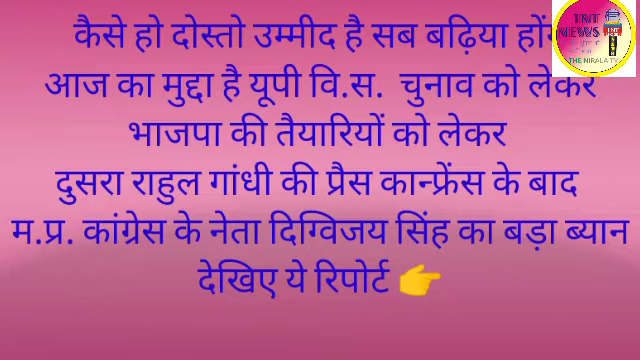 कैसे हो दोस्तो उम्मीद है सब बढ़िया
आज का मुद्दा है यूपी वि.स. चुनाव को लेकर
भाजपा की तैयारियों को लेकर
दुसरा राहुल गांधी की प्रैस कान्फ्रेंस के बाद
म.प्र. कांग्रेस के नेता दिग्विजय सिंह का बड़ा ब्यान
देखिए ये रिपोर्ट 👉
TNT
NEWS
THE NIRALA TV